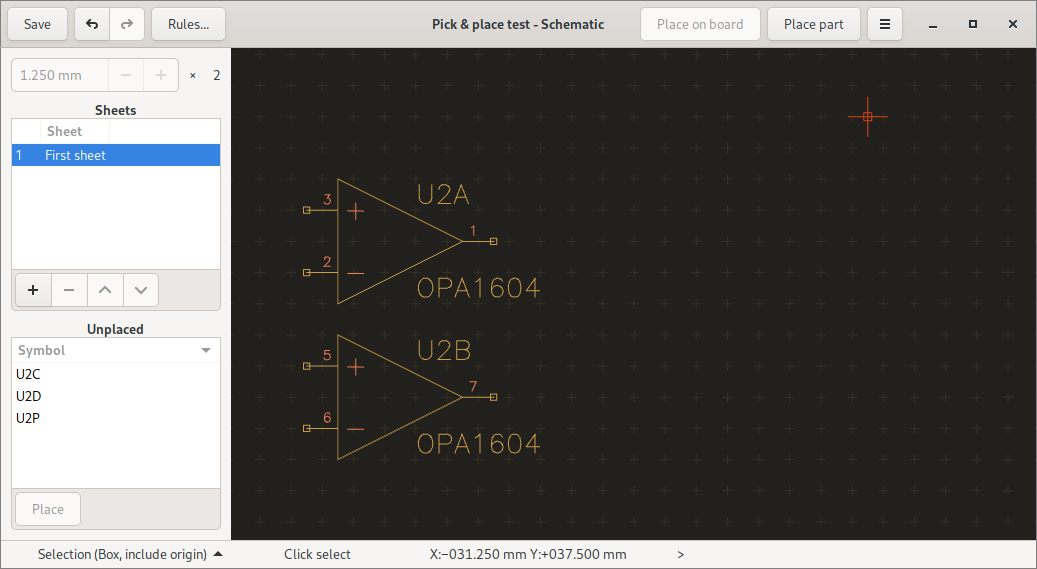 Save Rules... Pick & place test - Schematic Place on board Place part
1.250 mm × 2
Sheets
Sheet
1 First sheet
Unplaced
Symbol
U2C
U2D
U2P
Place
3 U2A
1
2 OPA1604
5 U2B
7
6 OPA1604
Selection (Box, include origin) Click select X:−031.250 mm Y:+037.500 mm >